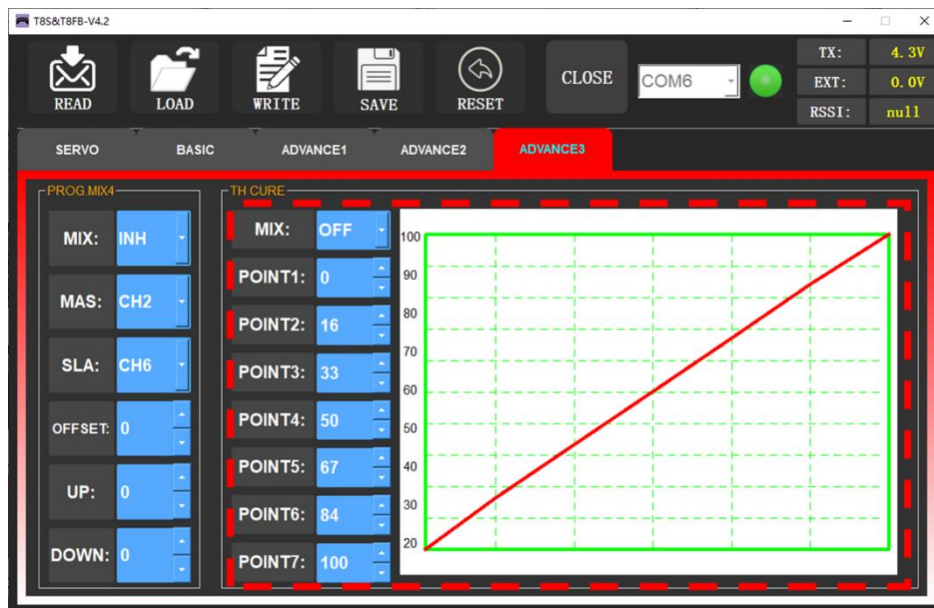 T8S&T8FB-V4.2
READ LOAD WRITE SAVE RESET CLOSE COM6
TX: 4.3V
EXT: 0.0V
RSSI: null
SERVO BASIC ADVANCE1 ADVANCE2 ADVANCE3
PROG.MIX4
MIX: INH
MAS: CH2
SLA: CH6
OFFSET: 0
UP: 0
DOWN: 0
TH CURE
MIX: OFF
POINT1: 0
POINT2: 16
POINT3: 33
POINT4: 50
POINT5: 67
POINT6: 84
POINT7: 100
100
90
80
70
60
50
40
30
20